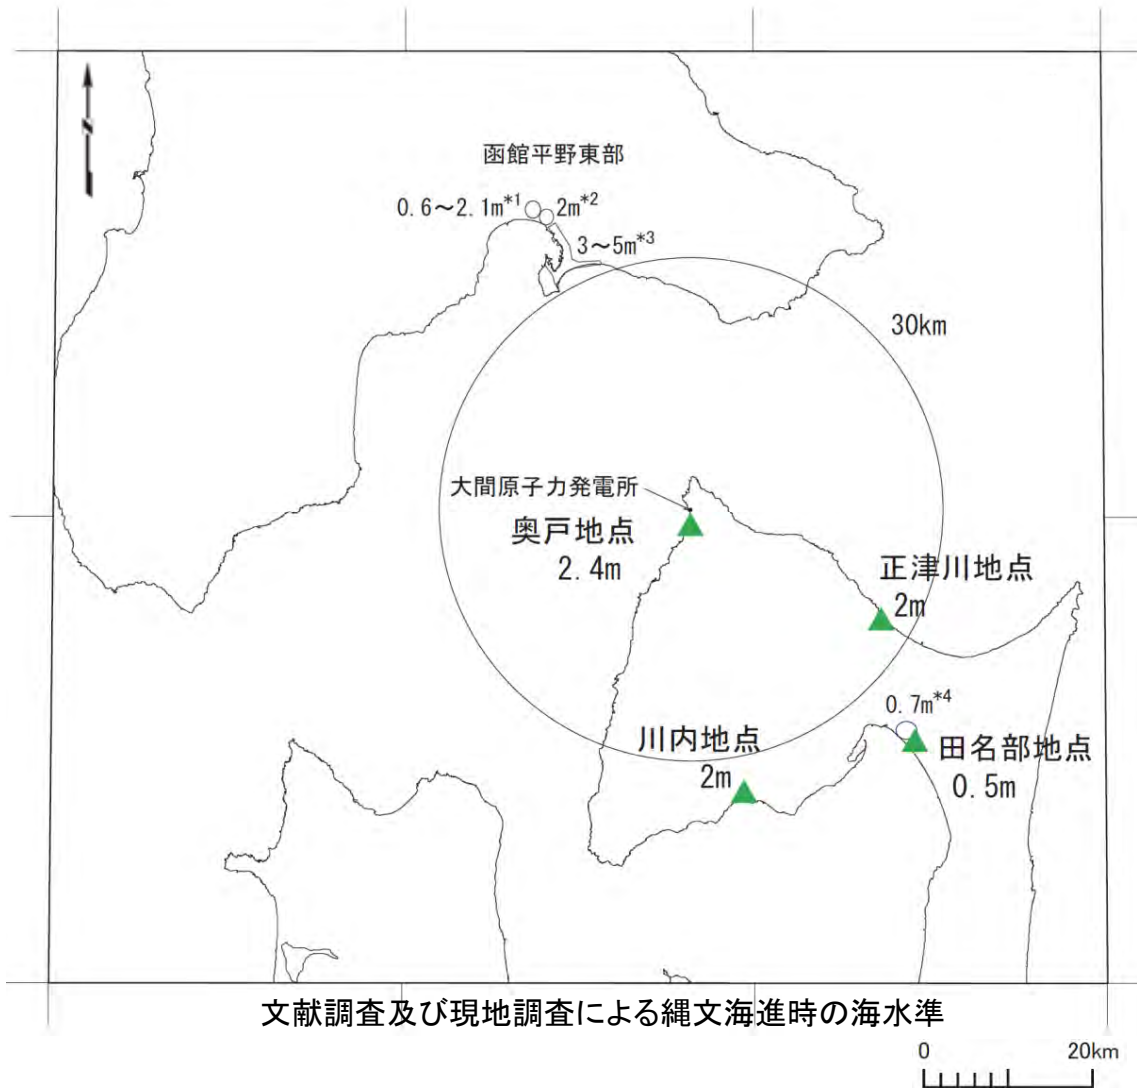 函館平野東部
0.6～2.1m*1
2m*2
3～5m*3
30km
大間原子力発電所
奥戸地点
2.4m
正津川地点
2m
0.7m*4
川内地点
2m
田名部地点
0.5m
文献調査及び現地調査による縄文海進時の海水準
0 20km